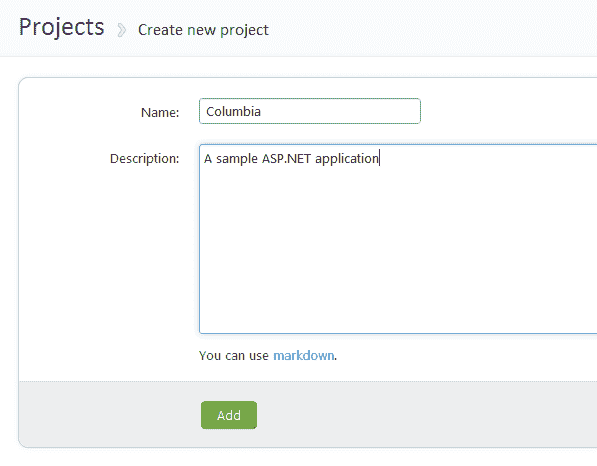 Projects » Create new project
Name: Columbia
Description: A sample ASP.NET application
You can use markdown.
Add